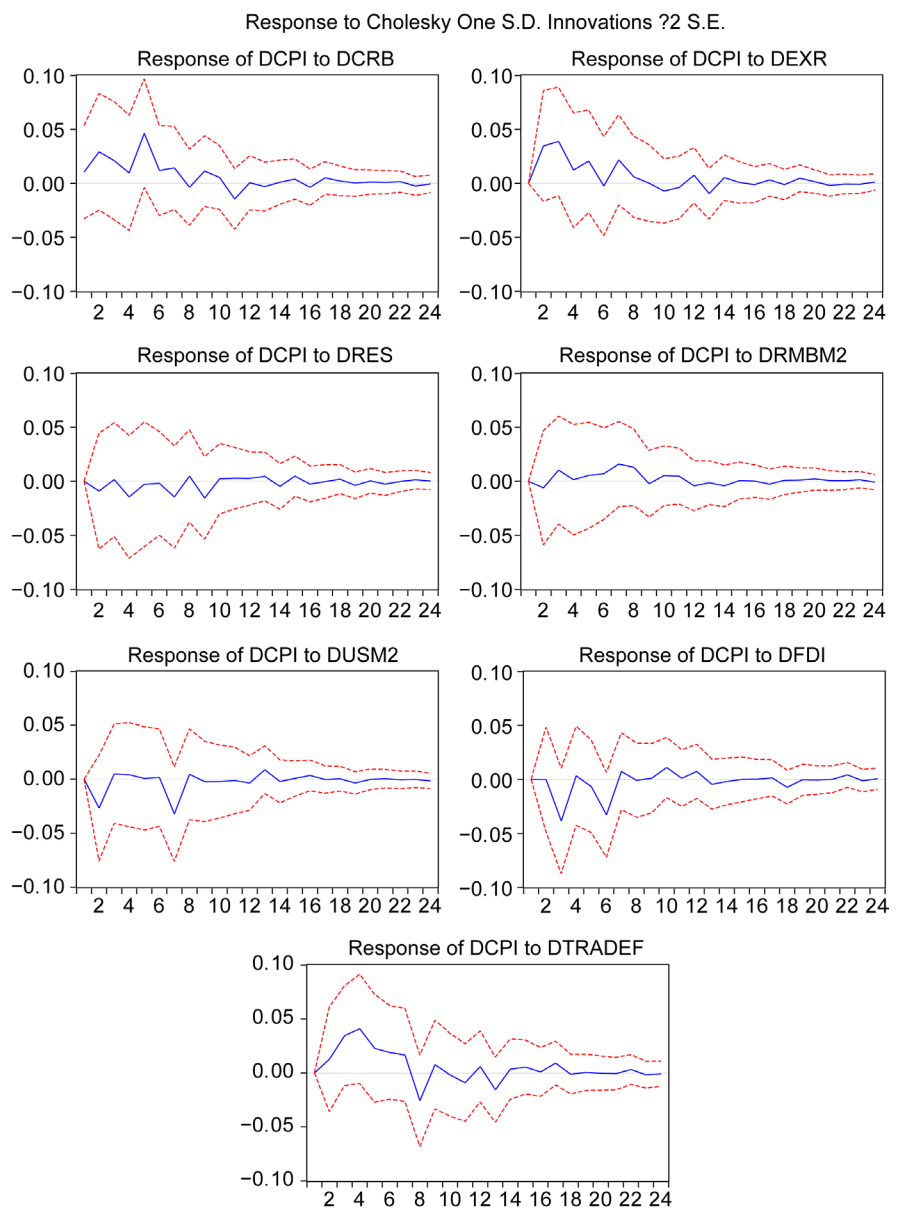 Response to Cholesky One S.D. Innovations ?2 S.E.
Response of DCPI to DCRB
0.10
0.05
0.00
−0.05
−0.10
2 4 6 8 10 12 14 16 18 20 22 24
Response of DCPI to DEXR
0.10
0.05
0.00
−0.05
−0.10
2 4 6 8 10 12 14 16 18 20 22 24
Response of DCPI to DRES
0.10
0.05
0.00
−0.05
−0.10
2 4 6 8 10 12 14 16 18 20 22 24
Response of DCPI to DRMBM2
0.10
0.05
0.00
−0.05
−0.10
2 4 6 8 10 12 14 16 18 20 22 24
Response of DCPI to DUSM2
0.10
0.05
0.00
−0.05
−0.10
2 4 6 8 10 12 14 16 18 20 22 24
Response of DCPI to DFDI
0.10
0.05
0.00
−0.05
−0.10
2 4 6 8 10 12 14 16 18 20 22 24
Response of DCPI to DTRADEF
0.10
0.05
0.00
−0.05
−0.10
2 4 6 8 10 12 14 16 18 20 22 24